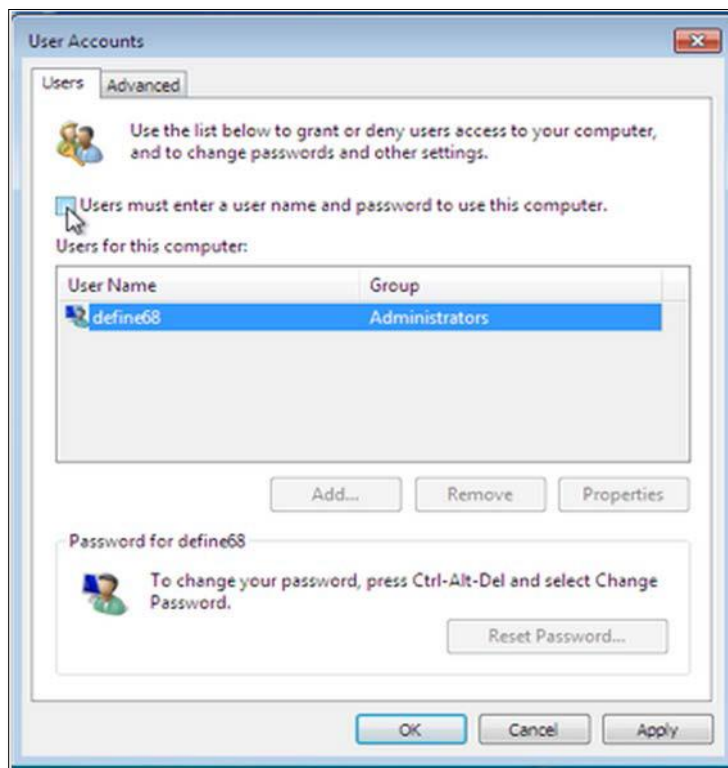 User Accounts
Users Advanced
Use the list below to grant or deny users access to your computer,
and to change passwords and other settings.
Users must enter a user name and password to use this computer.
Users for this computer:
User Name Group
define68 Administrators
Add... Remove Properties
Password for define68
To change your password, press Ctrl-Alt-Del and select Change
Password.
Reset Password...
OK Cancel Apply